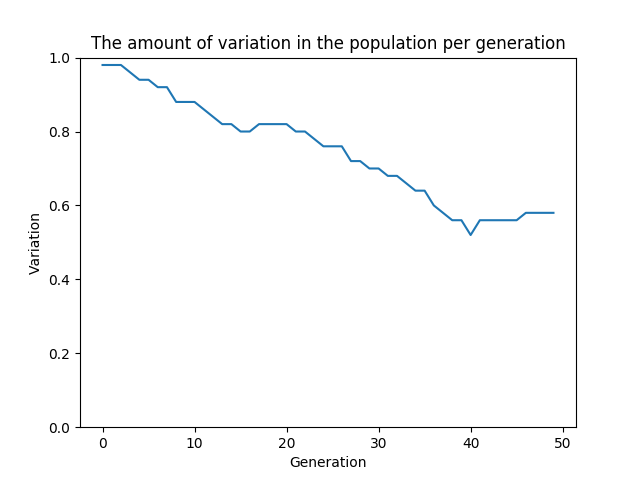 The amount of variation in the population per generation
1.0
0.8
0.6
0.4
0.2
0.0
Variation
0 10 20 30 40 50
Generation